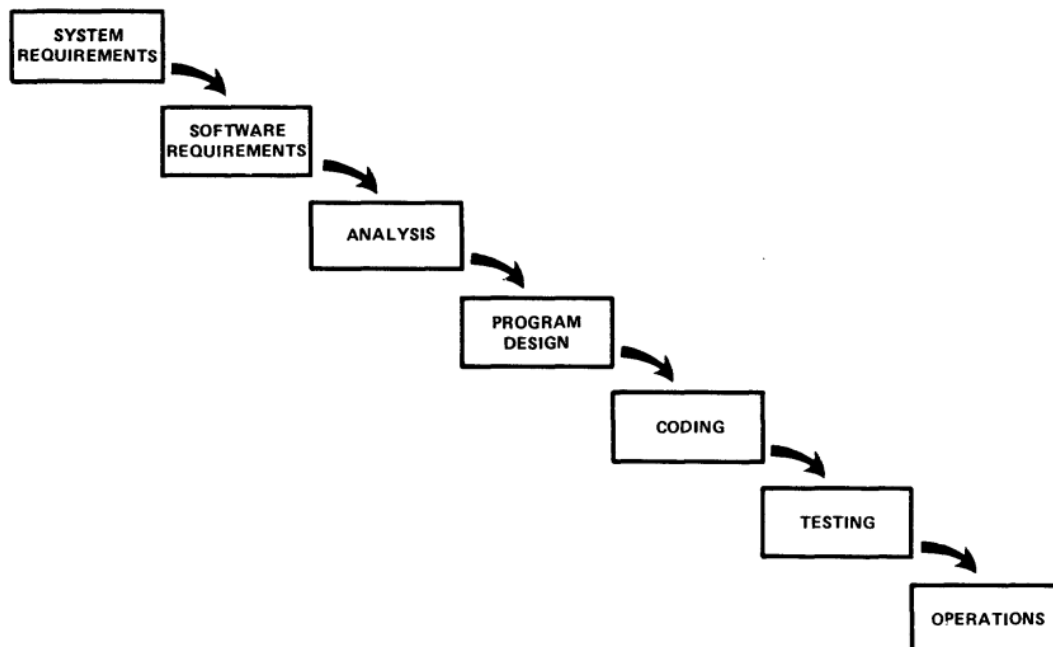 SYSTEM
REQUIREMENTS
SOFTWARE
REQUIREMENTS
ANALYSIS
PROGRAM
DESIGN
CODING
TESTING
OPERATIONS